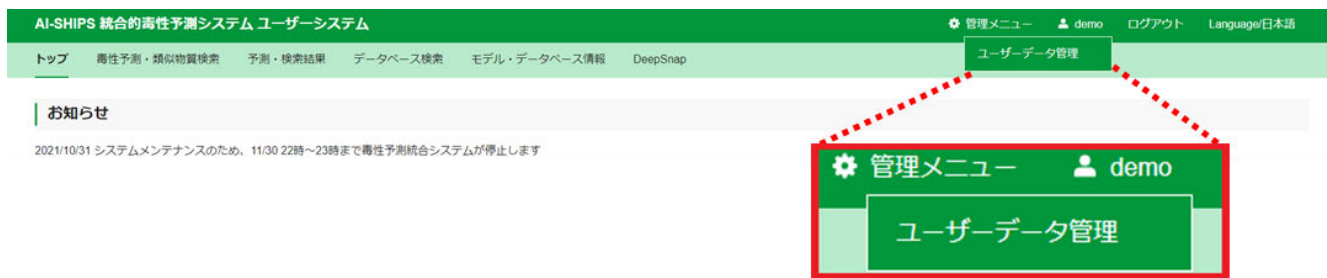 AI-SHIPS 統合的毒性予測システム ユーザーシステム 管理メニュー demo ログアウト Language/日本語
トップ 毒性予測・類似物質検索 予測・検索結果 データベース検索 モデル・データベース情報 DeepSnap ユーザーデータ管理
お知らせ
2021/10/31 システムメンテナンスのため、11/30 22時～23時まで毒性予測統合システムが停止します
管理メニュー demo
ユーザーデータ管理